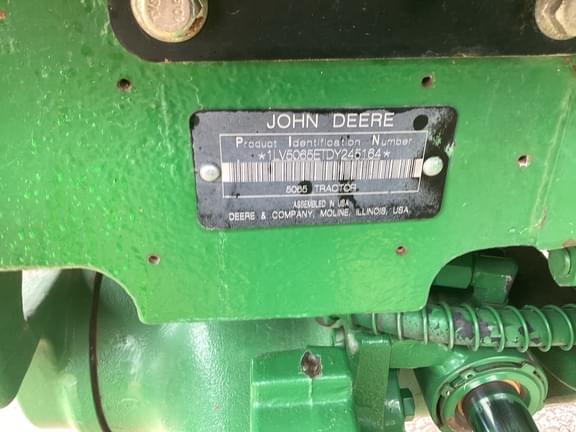 JOHN DEERE
Product Identification Number
*1LV5065ETDY245164*
5065 TRACTOR
ASSEMBLED IN USA
DEERE & COMPANY, MOLINE, ILLINOIS, USA